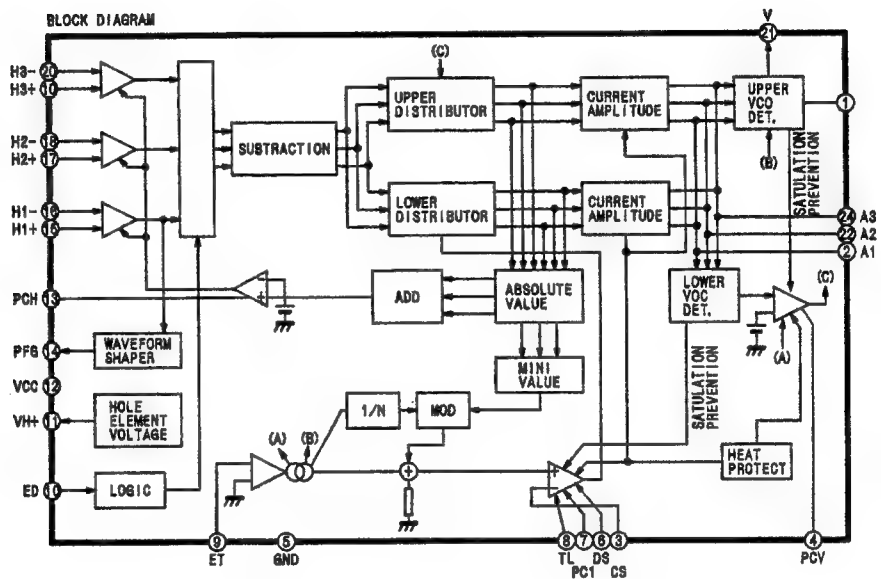 BLOCK DIAGRAM
V
21
(C)
H3- 20
H3+ 19
H2- 18
H2+ 17
H1- 16
H1+ 15
PCH 13
PFG 14
VCC 12
VH+ 11
ED 10
SUBTRACTION
UPPER
DISTRIBUTOR
CURRENT
AMPLITUDE
UPPER
VCO
DET.
1
(B)
SATULATION
PREVENTION
LOWER
DISTRIBUTOR
CURRENT
AMPLITUDE
24 A3
22 A2
2 A1
ADD
ABSOLUTE
VALUE
LOWER
VOC
DET.
(C)
(A)
WAVEFORM
SHAPER
MINI
VALUE
SATULATION
PREVENTION
HOLE
ELEMENT
VOLTAGE
1/N
MOD
(A)
(B)
HEAT
PROTECT
LOGIC
+
+
-
9
ET
5
GND
8
TL
7
PC1
6
DS
3
CS
4
PCV